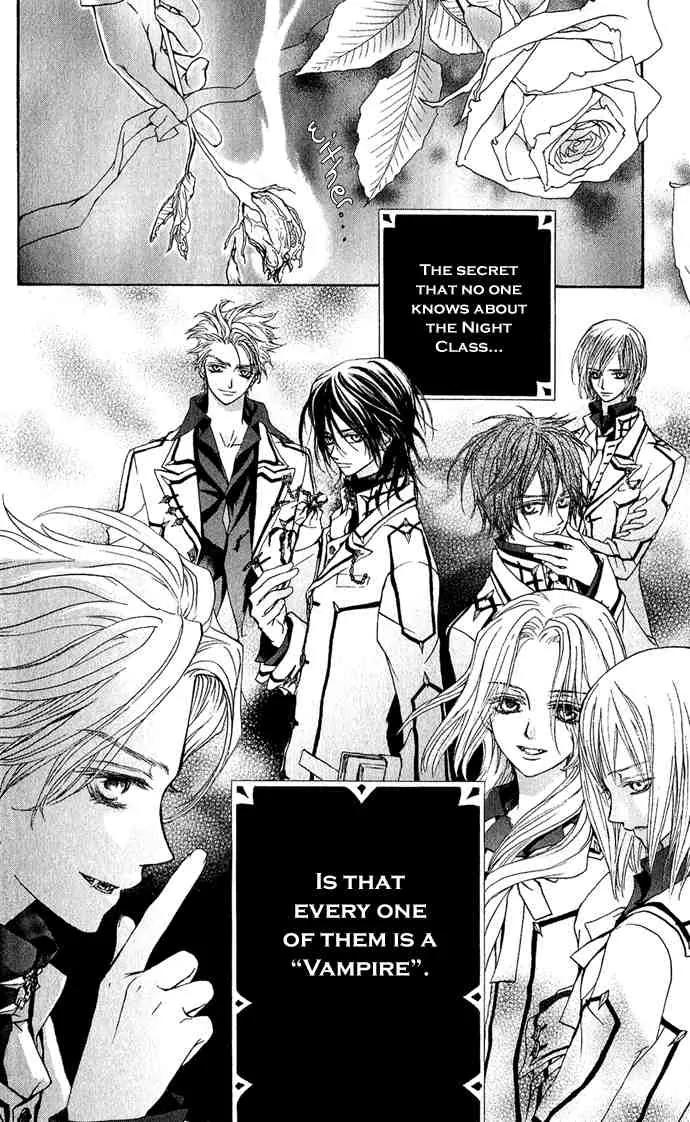 wither...
THE SECRET
THAT NO ONE
KNOWS ABOUT
THE NIGHT
CLASS...
IS THAT
EVERY ONE
OF THEM IS A
“VAMPIRE”.